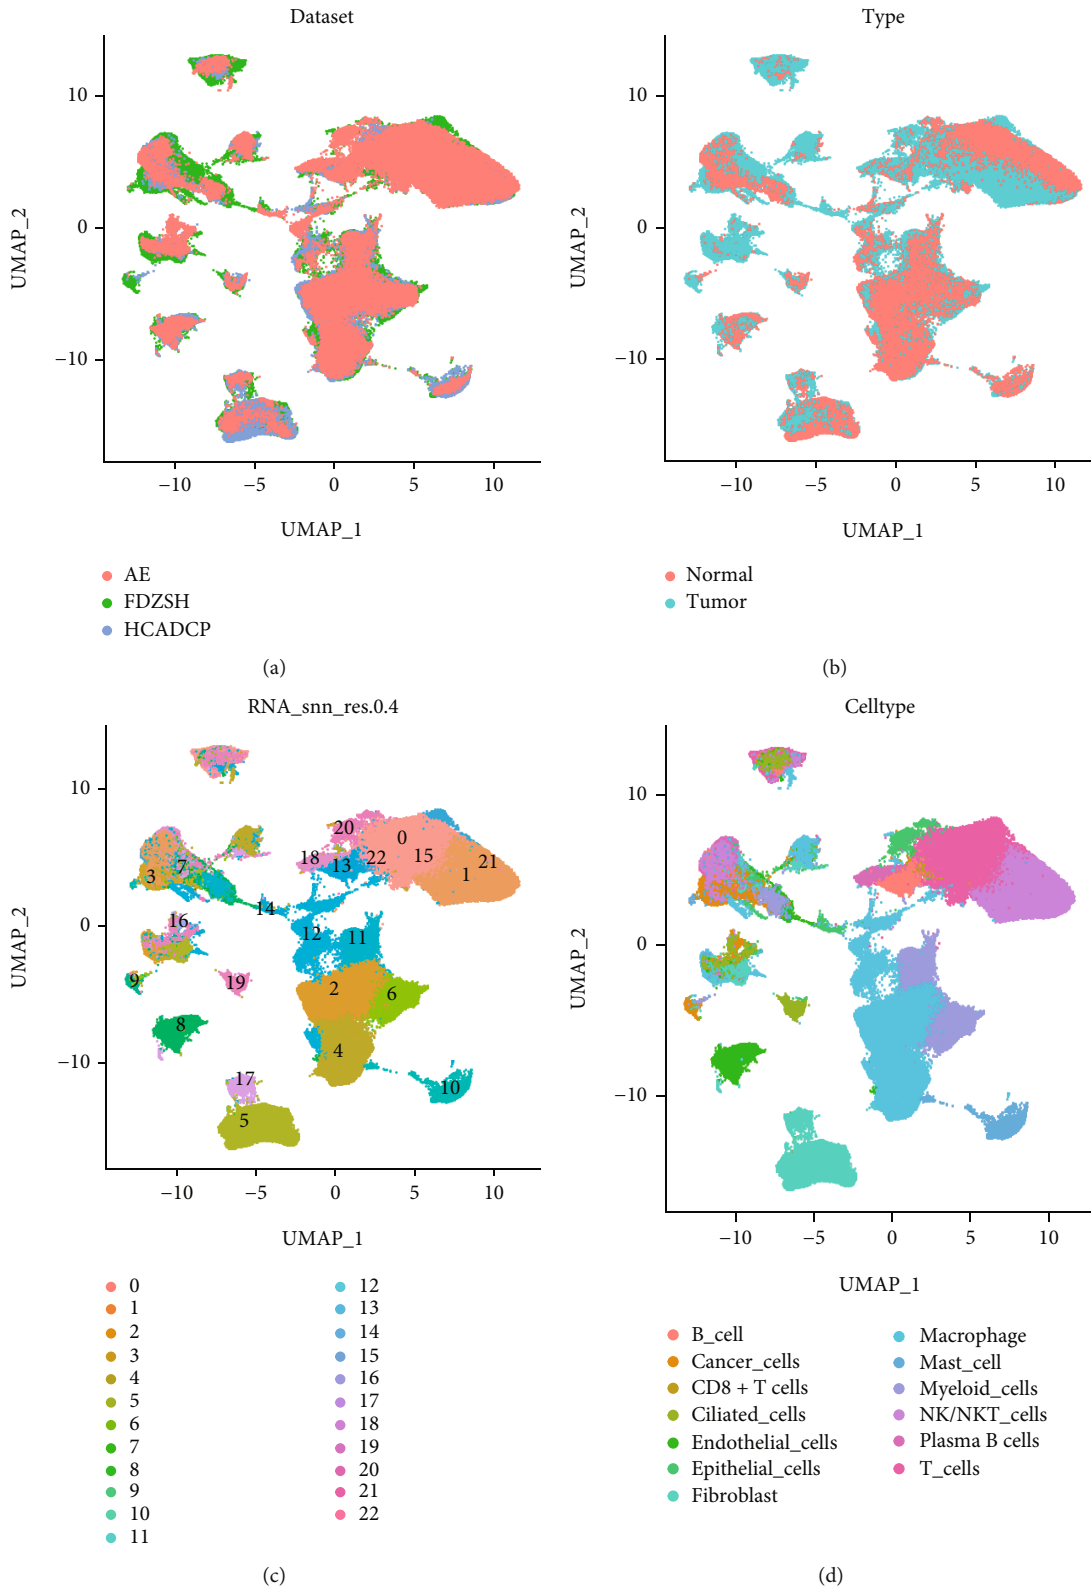 Dataset
10
0
−10
UMAP_2
−10 −5 0 5 10
UMAP_1
AE
FDZSH
HCADCP
(a)
Type
10
0
−10
UMAP_2
−10 −5 0 5 10
UMAP_1
Normal
Tumor
(b)
RNA_snn_res.0.4
10
0
−10
UMAP_2
20
0
18
13
22
15
21
1
3
7
14
16
12
11
9
19
2
6
8
4
17
10
5
−10 −5 0 5 10
UMAP_1
0
1
2
3
4
5
6
7
8
9
10
11
12
13
14
15
16
17
18
19
20
21
22
(c)
Celltype
10
0
−10
UMAP_2
−10 −5 0 5 10
UMAP_1
B_cell
Cancer_cells
CD8 + T cells
Ciliated_cells
Endothelial_cells
Epithelial_cells
Fibroblast
Macrophage
Mast_cell
Myeloid_cells
NK/NKT_cells
Plasma B cells
T_cells
(d)